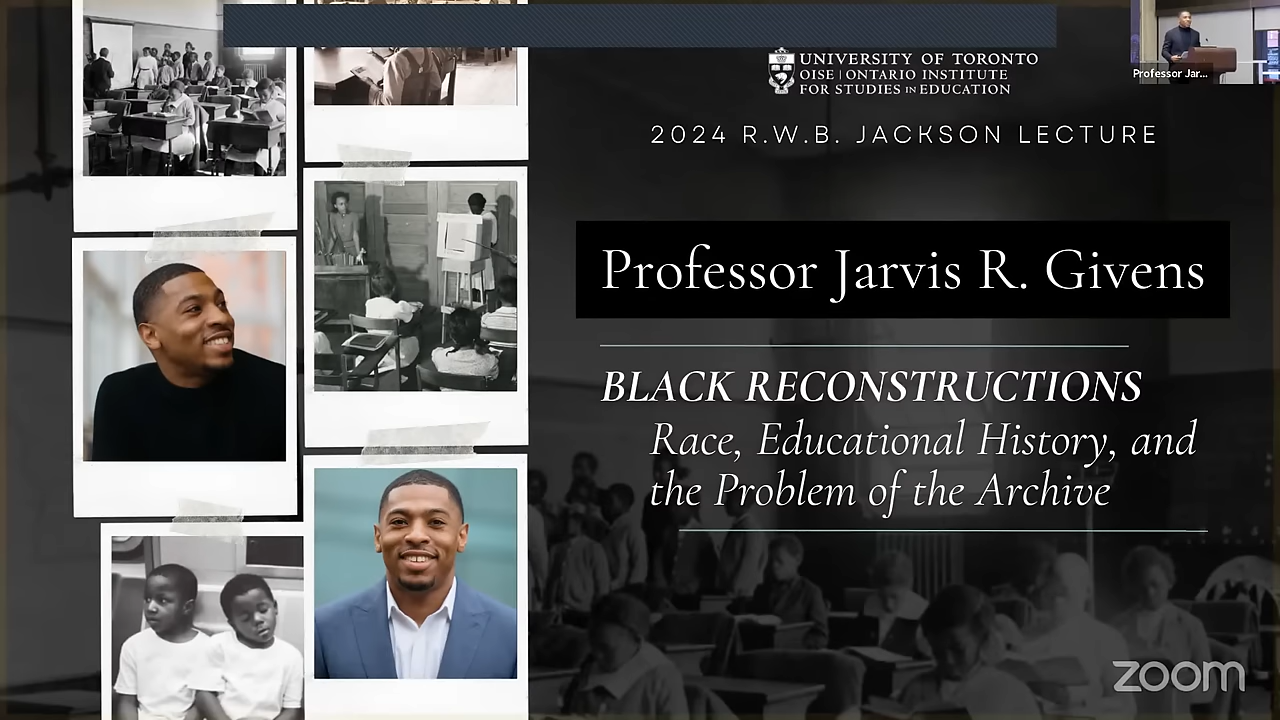 UNIVERSITY OF TORONTO
OISE | ONTARIO INSTITUTE
FOR STUDIES IN EDUCATION
Professor Jar...
2024 R.W.B. JACKSON LECTURE
Professor Jarvis R. Givens
BLACK RECONSTRUCTIONS
Race, Educational History, and
the Problem of the Archive
zoom